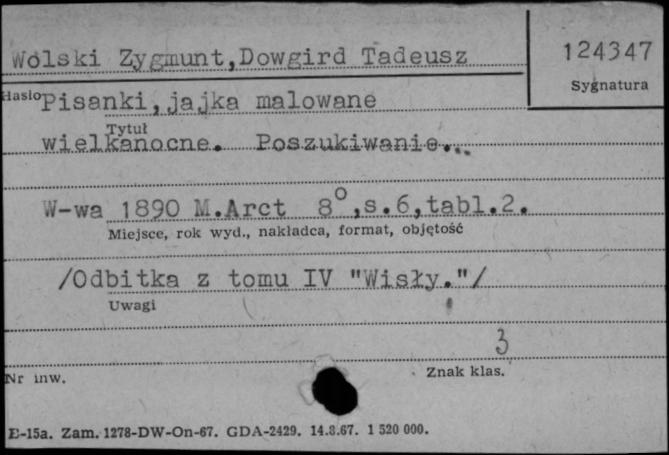 Wolski Zygmunt,Dowgird Tadeusz
124347
Sygnatura
Hasło
Pisanki,jajka malowane
Tytuł
wielkanocne. Poszukiwanie...
W-wa 1890 M.Arct 8°,s.6,tabl.2.
Miejsce, rok wyd., nakładca, format, objętość
/Odbitka z tomu IV "Wisły."/
Uwagi
3
Nr inw.
Znak klas.
E-15a. Zam. 1278-DW-On-67. GDA-2429. 14.8.67. 1 520 000.